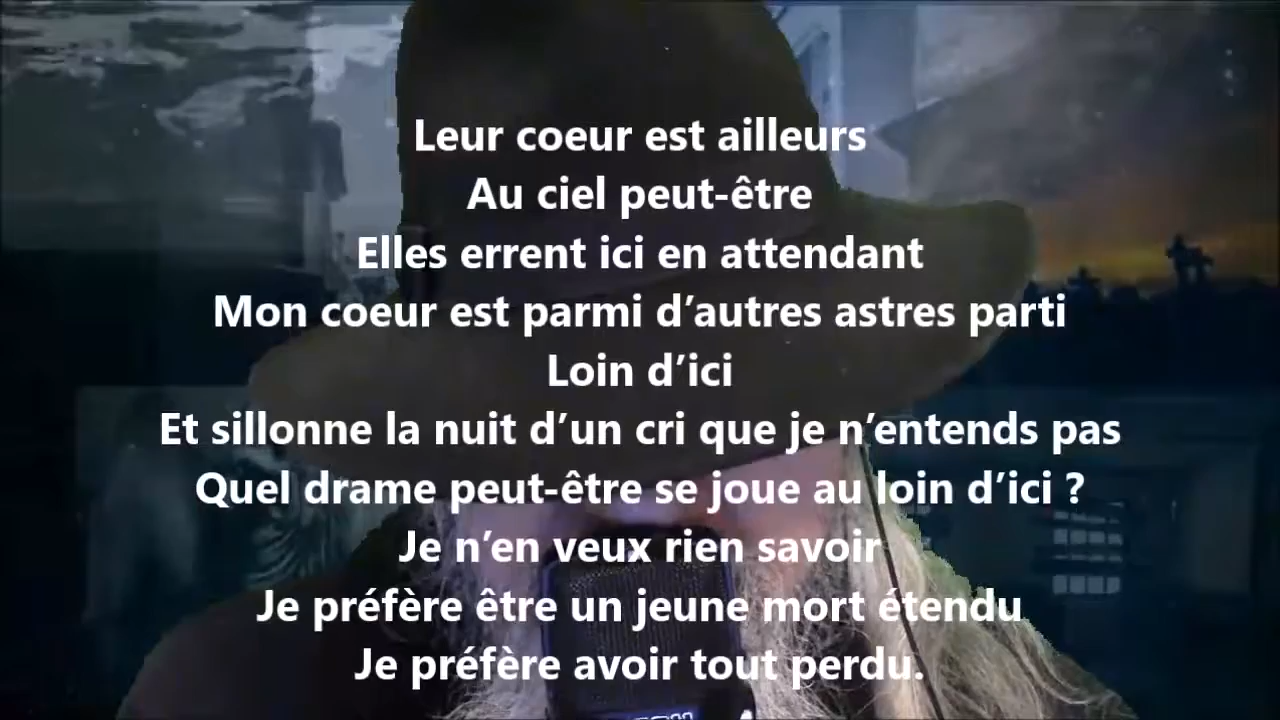 Leur coeur est ailleurs
Au ciel peut-être
Elles errent ici en attendant
Mon coeur est parmi d’autres astres parti
Loin d’ici
Et sillonne la nuit d’un cri que je n’entends pas
Quel drame peut-être se joue au loin d’ici ?
Je n’en veux rien savoir
Je préfère être un jeune mort étendu
Je préfère avoir tout perdu.